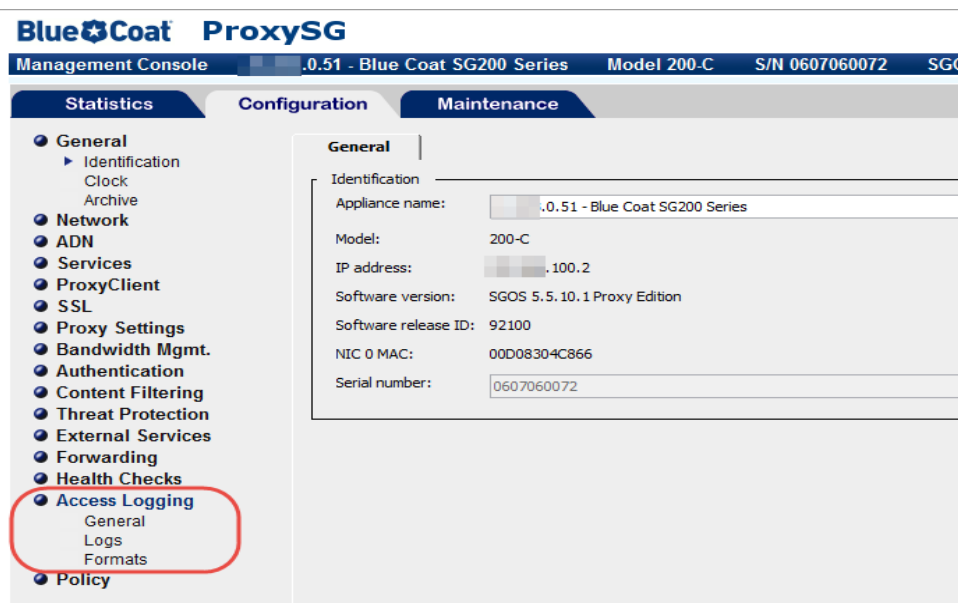 Blue Coat ProxySG
Management Console .0.51 - Blue Coat SG200 Series Model 200-C S/N 0607060072
Statistics Configuration Maintenance
General
Identification
Clock
Archive
Network
ADN
Services
ProxyClient
SSL
Proxy Settings
Bandwidth Mgmt.
Authentication
Content Filtering
Threat Protection
External Services
Forwarding
Health Checks
Access Logging
General
Logs
Formats
Policy
General
Identification
Appliance name: .0.51 - Blue Coat SG200 Series
Model: 200-C
IP address: .100.2
Software version: SGOS 5.5.10.1 Proxy Edition
Software release ID: 92100
NIC 0 MAC: 00D08304C866
Serial number: 0607060072